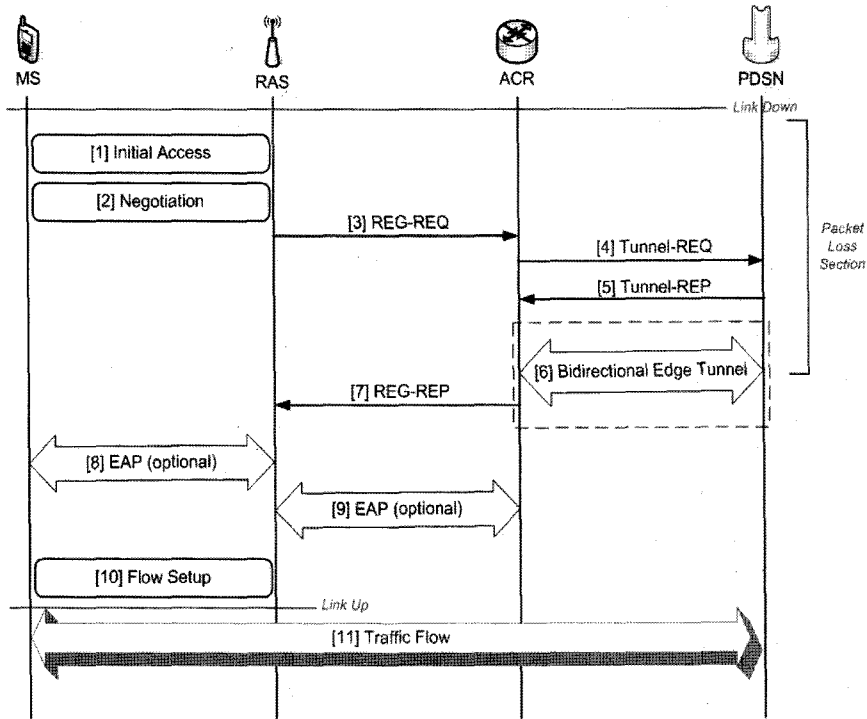 MS
RAS
ACR
PDSN
Link Down
[1] Initial Access
[2] Negotiation
[3] REG-REQ
[4] Tunnel-REQ
Packet
Loss
Section
[5] Tunnel-REP
[6] Bidirectional Edge Tunnel
[7] REG-REP
[8] EAP (optional)
[9] EAP (optional)
[10] Flow Setup
Link Up
[11] Traffic Flow